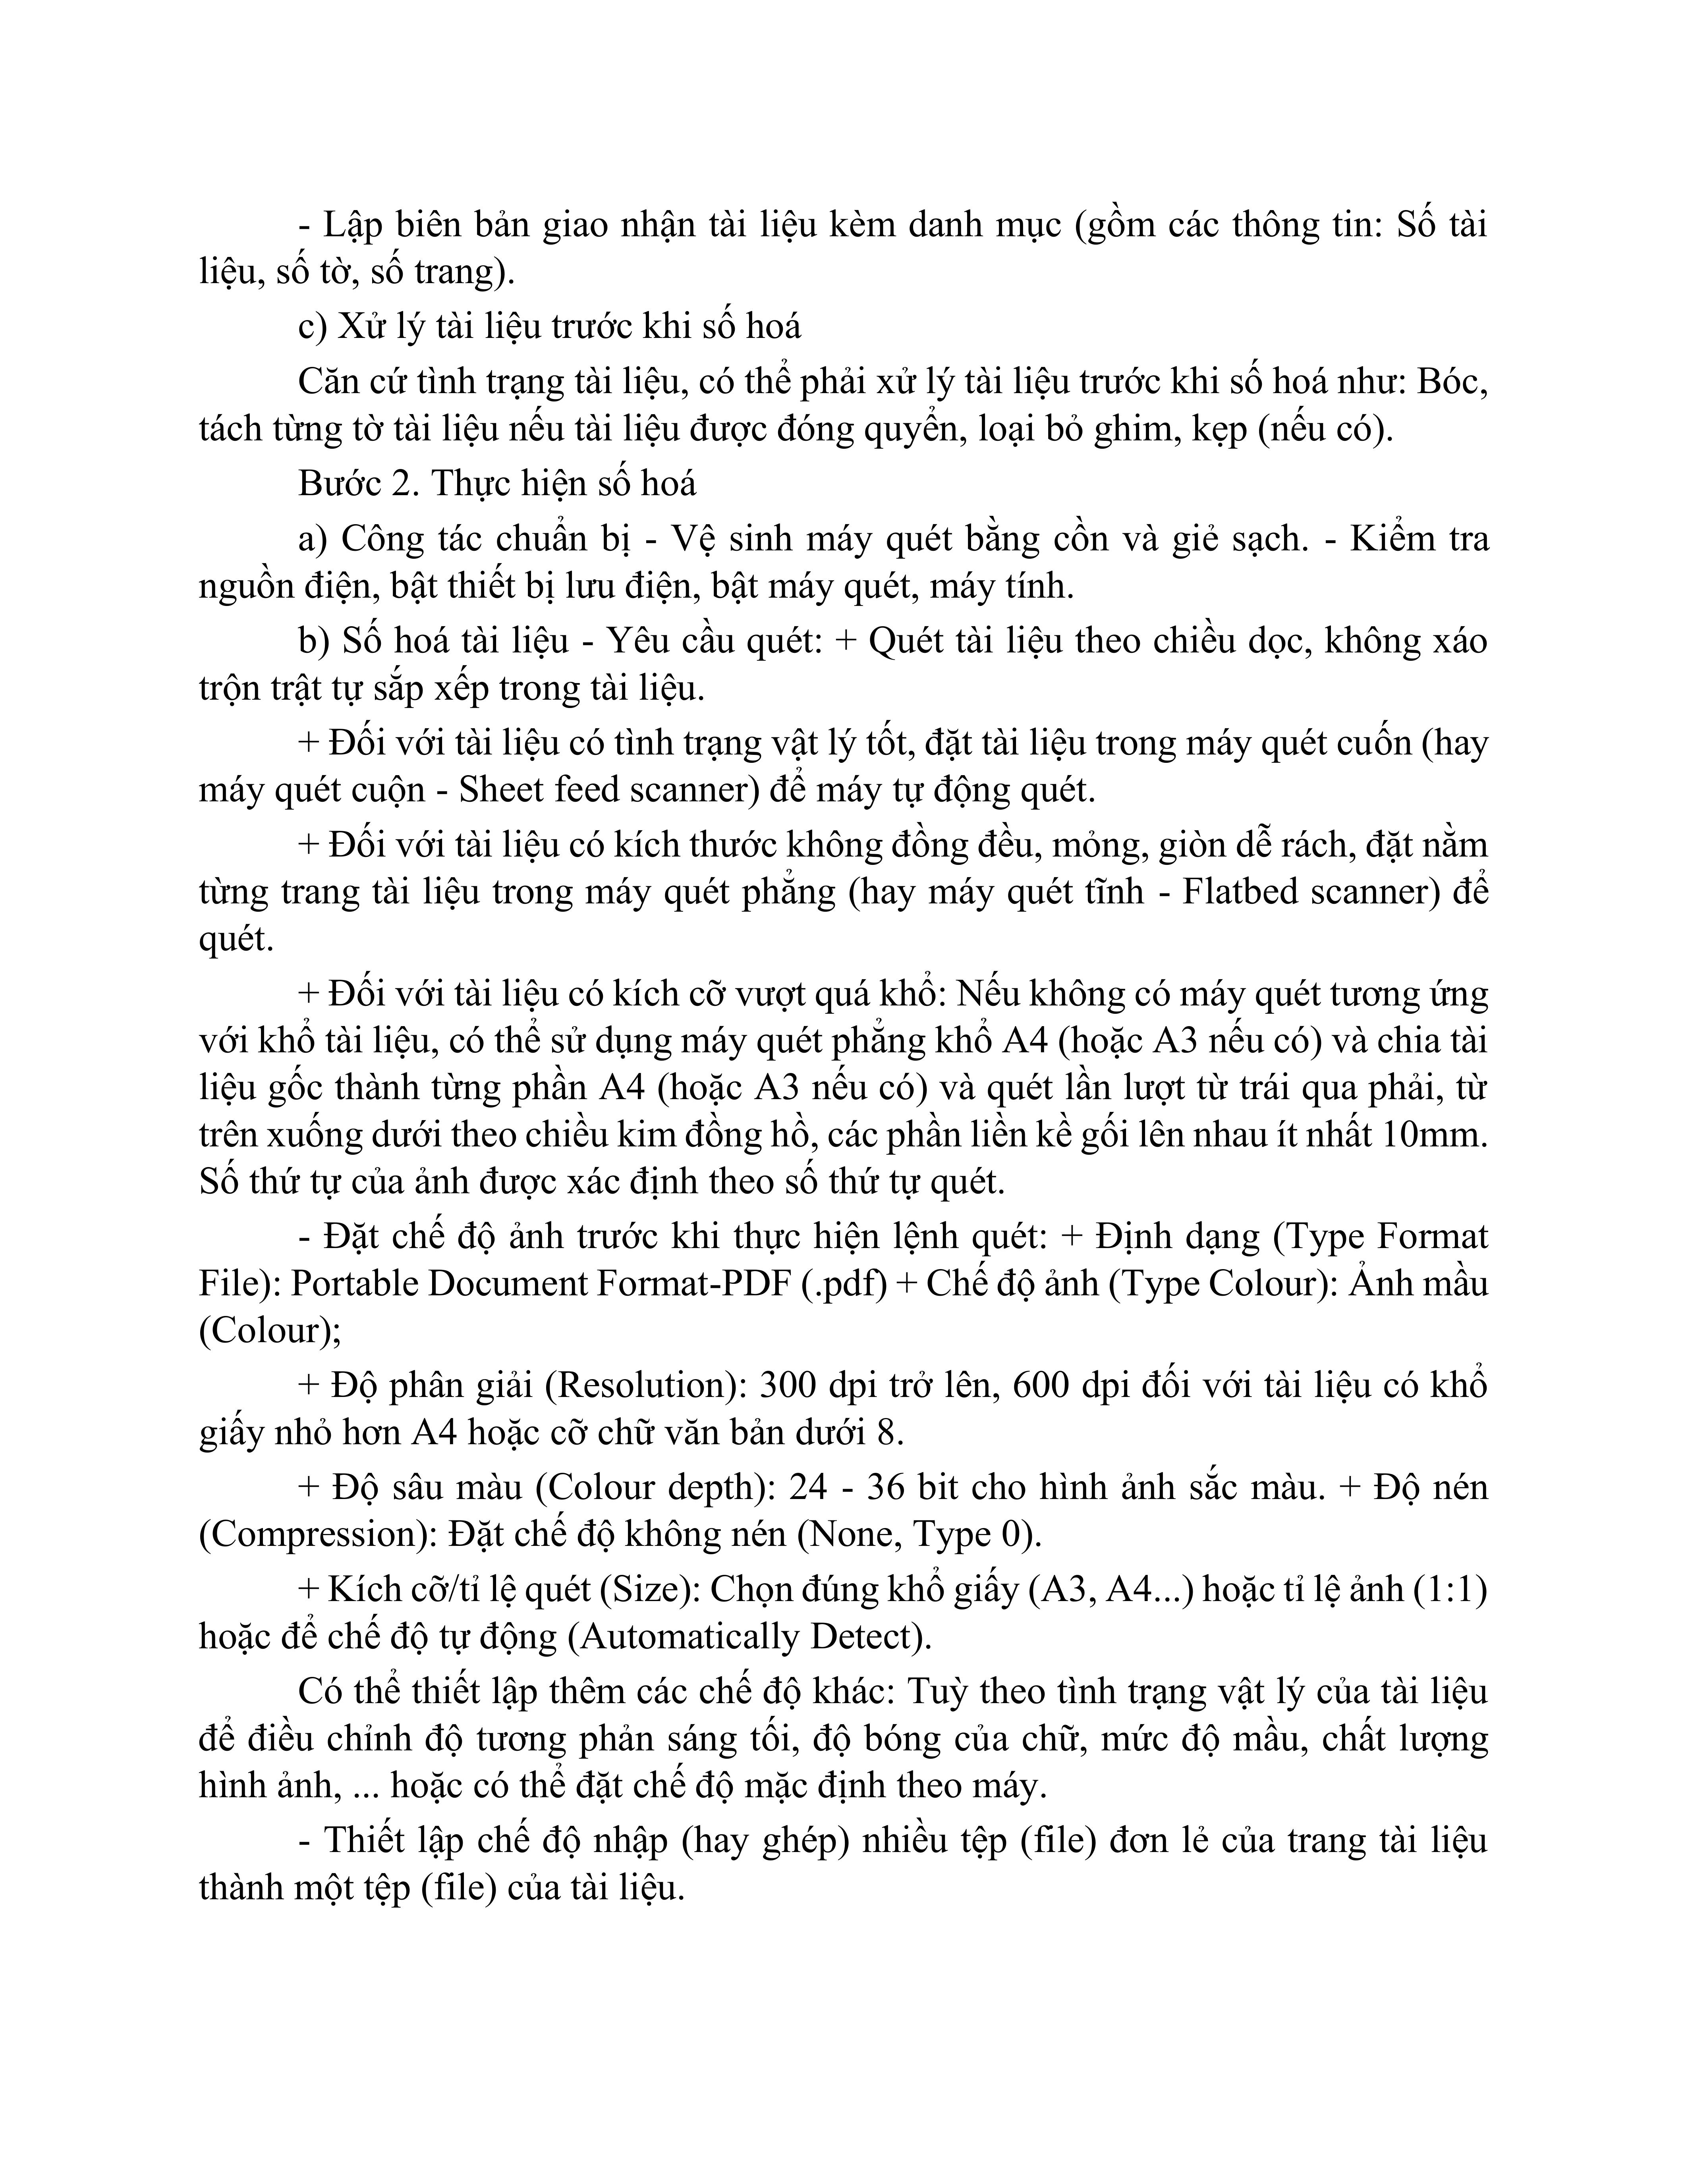 - Lập biên bản giao nhận tài liệu kèm danh mục (gồm các thông tin: Số tài
liệu, số tờ, số trang).
c) Xử lý tài liệu trước khi số hoá
Căn cứ tình trạng tài liệu, có thể phải xử lý tài liệu trước khi số hoá như: Bóc,
tách từng tờ tài liệu nếu tài liệu được đóng quyển, loại bỏ ghim, kẹp (nếu có).
Bước 2. Thực hiện số hoá
a) Công tác chuẩn bị - Vệ sinh máy quét bằng cồn và giẻ sạch. - Kiểm tra
nguồn điện, bật thiết bị lưu điện, bật máy quét, máy tính.
b) Số hoá tài liệu - Yêu cầu quét: + Quét tài liệu theo chiều dọc, không xáo
trộn trật tự sắp xếp trong tài liệu.
+ Đối với tài liệu có tình trạng vật lý tốt, đặt tài liệu trong máy quét cuốn (hay
máy quét cuộn - Sheet feed scanner) để máy tự động quét.
+ Đối với tài liệu có kích thước không đồng đều, mỏng, giòn dễ rách, đặt nằm
từng trang tài liệu trong máy quét phẳng (hay máy quét tĩnh - Flatbed scanner) để
quét.
+ Đối với tài liệu có kích cỡ vượt quá khổ: Nếu không có máy quét tương ứng
với khổ tài liệu, có thể sử dụng máy quét phẳng khổ A4 (hoặc A3 nếu có) và chia tài
liệu gốc thành từng phần A4 (hoặc A3 nếu có) và quét lần lượt từ trái qua phải, từ
trên xuống dưới theo chiều kim đồng hồ, các phần liền kề gối lên nhau ít nhất 10mm.
Số thứ tự của ảnh được xác định theo số thứ tự quét.
- Đặt chế độ ảnh trước khi thực hiện lệnh quét: + Định dạng (Type Format
File): Portable Document Format-PDF (.pdf) + Chế độ ảnh (Type Colour): Ảnh mầu
(Colour);
+ Độ phân giải (Resolution): 300 dpi trở lên, 600 dpi đối với tài liệu có khổ
giấy nhỏ hơn A4 hoặc cỡ chữ văn bản dưới 8.
+ Độ sâu màu (Colour depth): 24 - 36 bit cho hình ảnh sắc màu. + Độ nén
(Compression): Đặt chế độ không nén (None, Type 0).
+ Kích cỡ/tỉ lệ quét (Size): Chọn đúng khổ giấy (A3, A4...) hoặc tỉ lệ ảnh (1:1)
hoặc để chế độ tự động (Automatically Detect).
Có thể thiết lập thêm các chế độ khác: Tuỳ theo tình trạng vật lý của tài liệu
để điều chỉnh độ tương phản sáng tối, độ bóng của chữ, mức độ mầu, chất lượng
hình ảnh, ... hoặc có thể đặt chế độ mặc định theo máy.
- Thiết lập chế độ nhập (hay ghép) nhiều tệp (file) đơn lẻ của trang tài liệu
thành một tệp (file) của tài liệu.